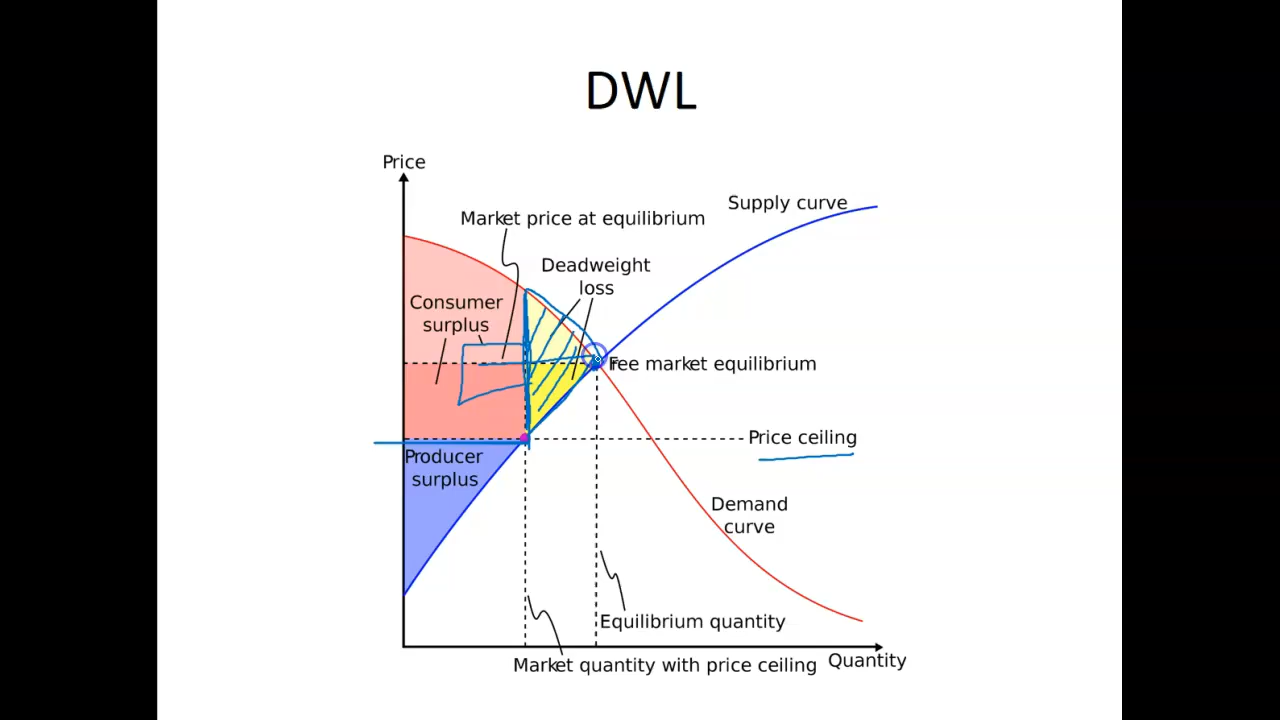 DWL
Price
Supply curve
Market price at equilibrium
Deadweight
loss
Consumer
surplus
Fee market equilibrium
Price ceiling
Producer
surplus
Demand
curve
Equilibrium quantity
Market quantity with price ceiling
Quantity